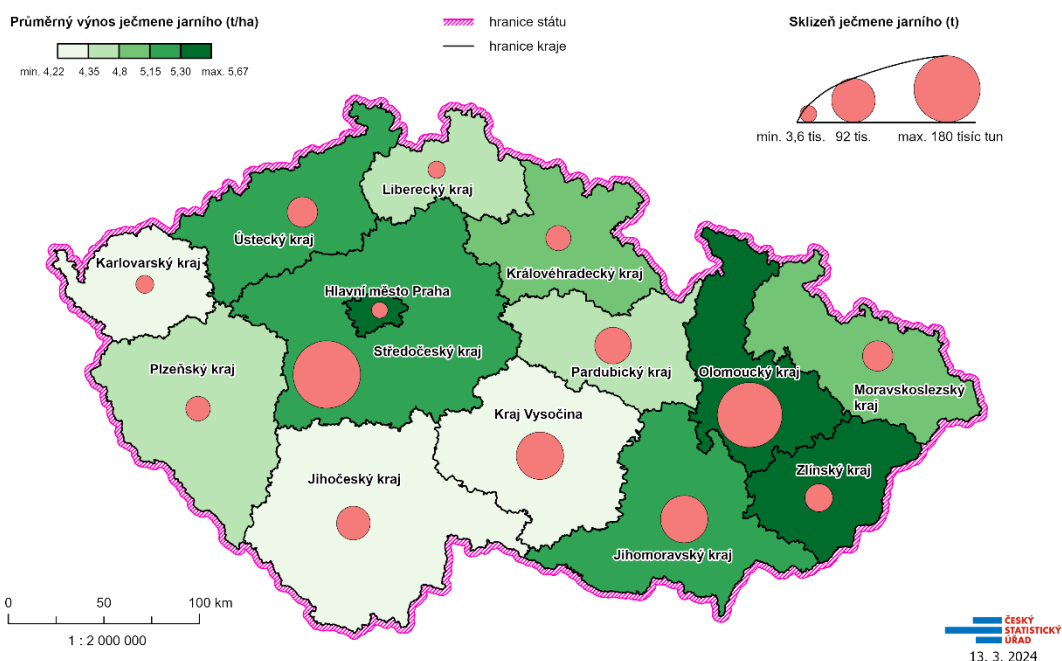 Průměrný výnos ječmene jarního (t/ha)
min. 4,22 4,35 4,8 5,15 5,30 max. 5,67
hranice státu
hranice kraje
Sklizeň ječmene jarního (t)
min. 3,6 tis. 92 tis. max. 180 tisíc tun
Liberecký kraj
Ústecký kraj
Karlovarský kraj
Královéhradecký kraj
Hlavní město Praha
Středočeský kraj
Plzeňský kraj
Pardubický kraj
Olomoucký kraj
Moravskoslezský
kraj
Kraj Vysočina
Zlínský kraj
Jihočeský kraj
Jihomoravský kraj
0 50 100 km
1 : 2 000 000
ČESKÝ
STATISTICKÝ
ÚŘAD
13. 3. 2024